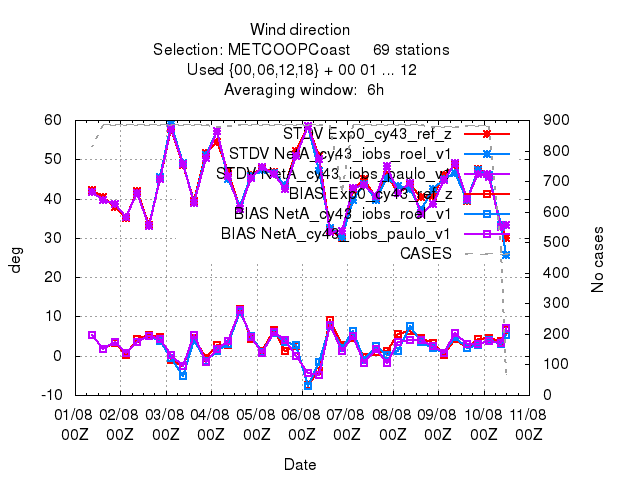 Wind direction
Selection: METCOOPCoast 69 stations
Used {00,06,12,18} + 00 01 ... 12
Averaging window: 6h
60
50
40
30
20
10
0
-10
deg
900
800
700
600
500
400
300
200
100
0
No cases
STDV Exp0_cy43_ref_z
STDV NetA_cy43_iobs_roel_v1
STDV NetA_cy43_iobs_paulo_v1
BIAS Exp0_cy43_ref_z
BIAS NetA_cy43_iobs_roel_v1
BIAS NetA_cy43_iobs_paulo_v1
CASES
01/08 02/08 03/08 04/08 05/08 06/08 07/08 08/08 09/08 10/08 11/08
00Z 00Z 00Z 00Z 00Z 00Z 00Z 00Z 00Z 00Z 00Z
Date